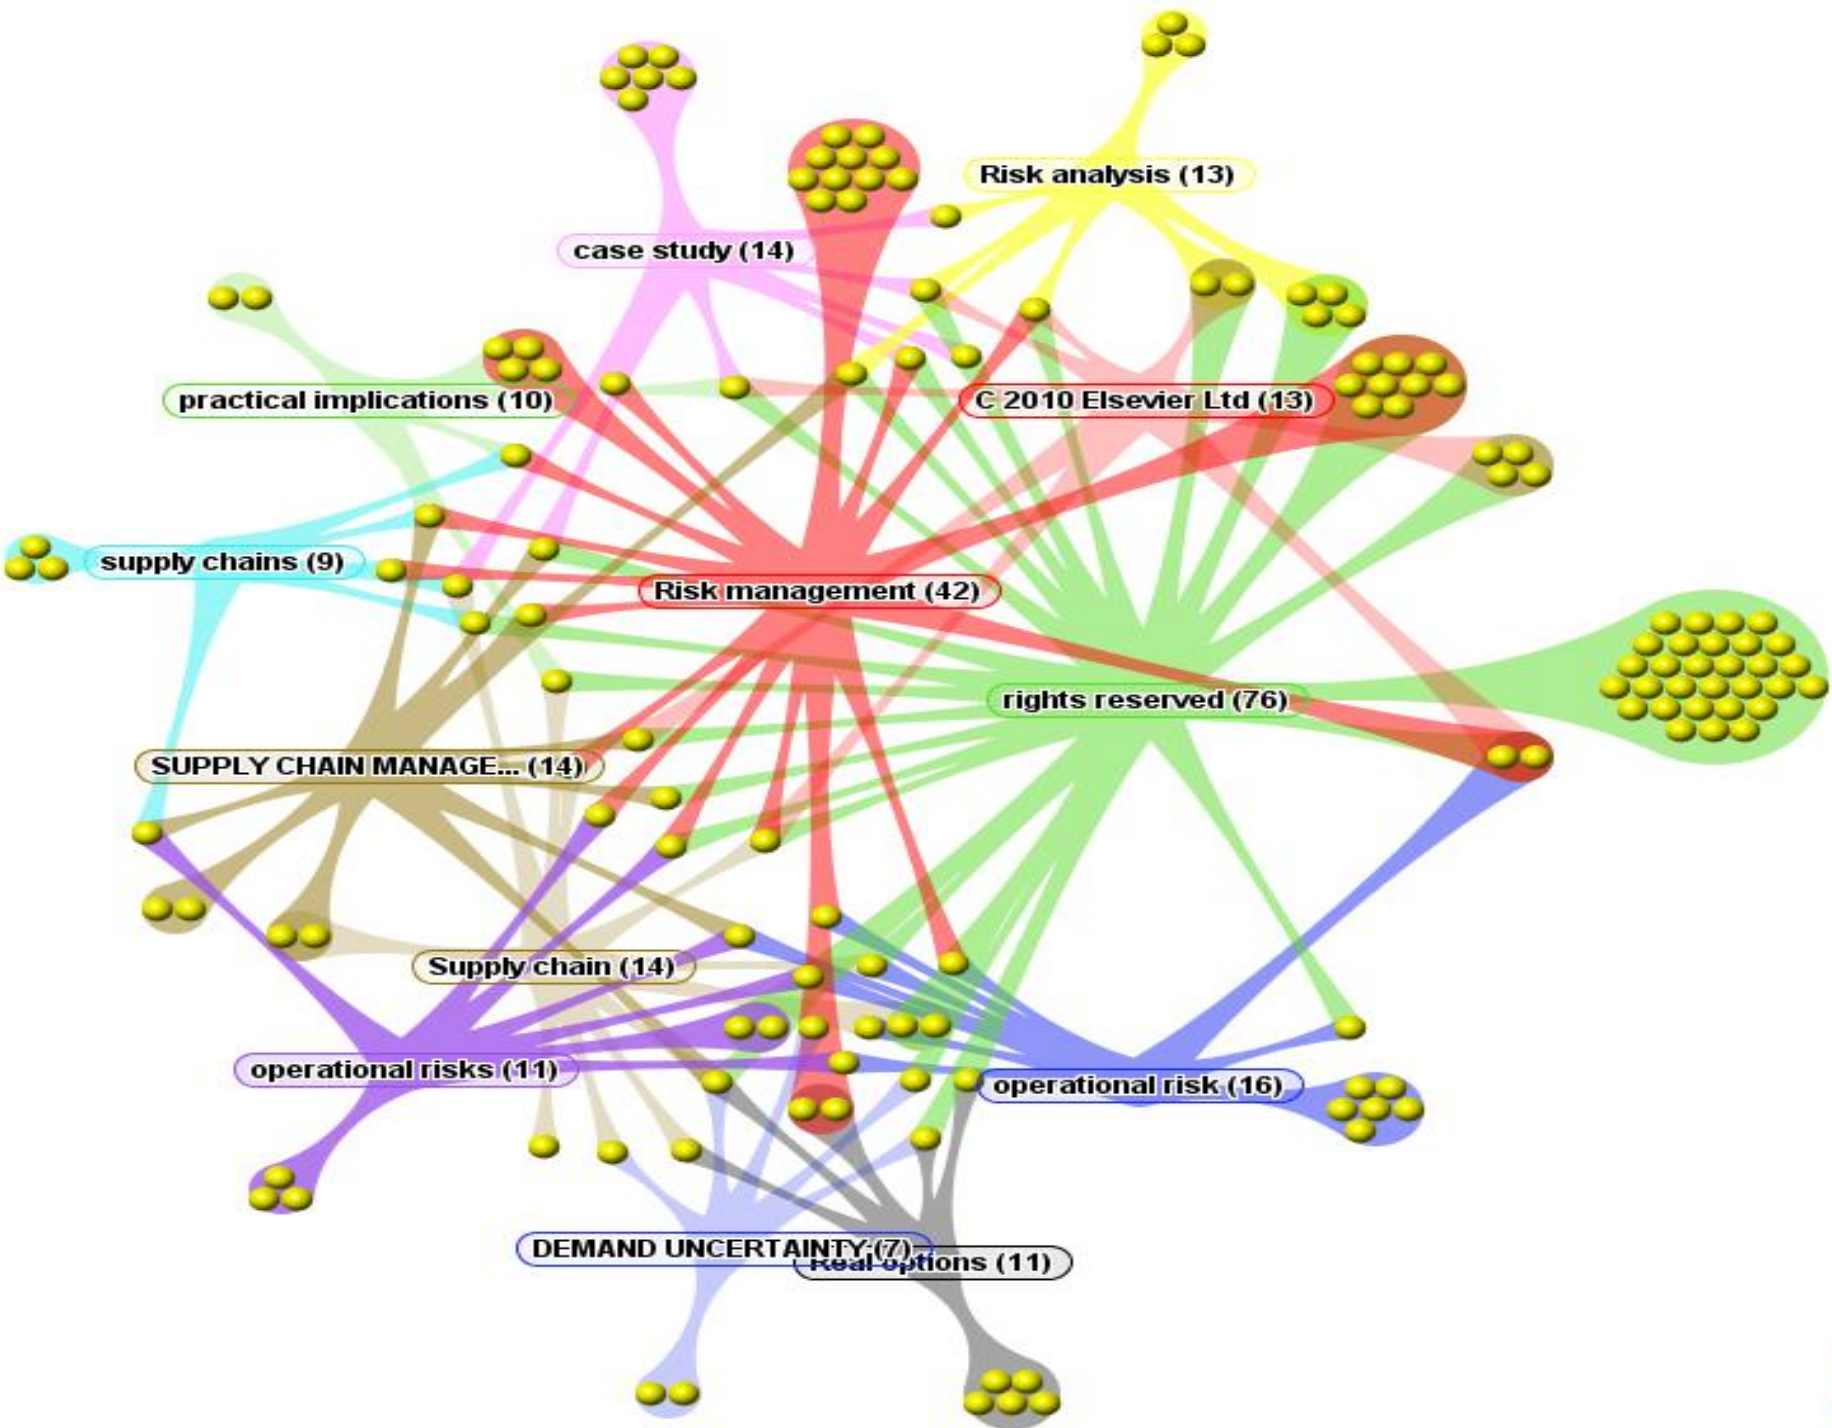 Risk analysis (13)
case study (14)
practical implications (10)
C 2010 Elsevier Ltd (13)
supply chains (9)
Risk management (42)
rights reserved (76)
SUPPLY CHAIN MANAGE... (14)
Supply chain (14)
operational risks (11)
operational risk (16)
DEMAND UNCERTAINTY (7)
Real options (11)